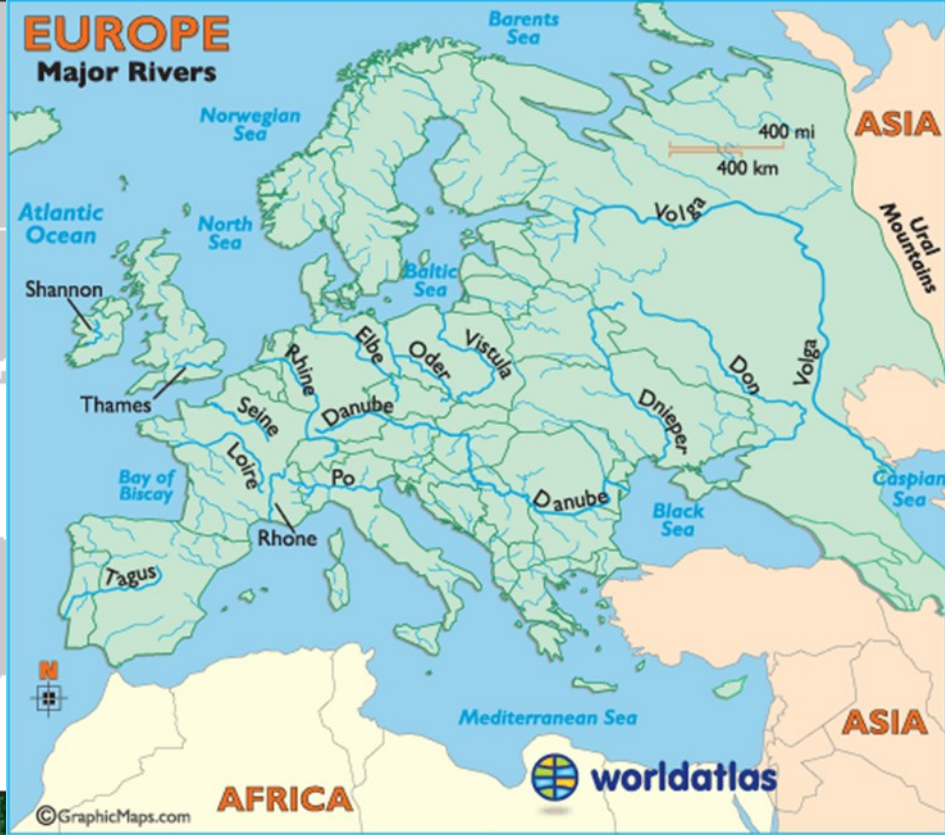 EUROPE
Major Rivers
Barents
Sea
Norwegian
Sea
ASIA
400 mi
400 km
Atlantic
Ocean
North
Sea
Volga
Ural
Mountains
Baltic
Sea
Shannon
Thames
Rhine
Elbe
Oder
Vistula
Don
Volga
Seine
Danube
Dnieper
Loire
Bay of
Biscay
Po
Danube
Caspian
Sea
Black
Sea
Rhone
Tagus
N
Mediterranean Sea
ASIA
worldatlas
AFRICA
©GraphicMaps.com